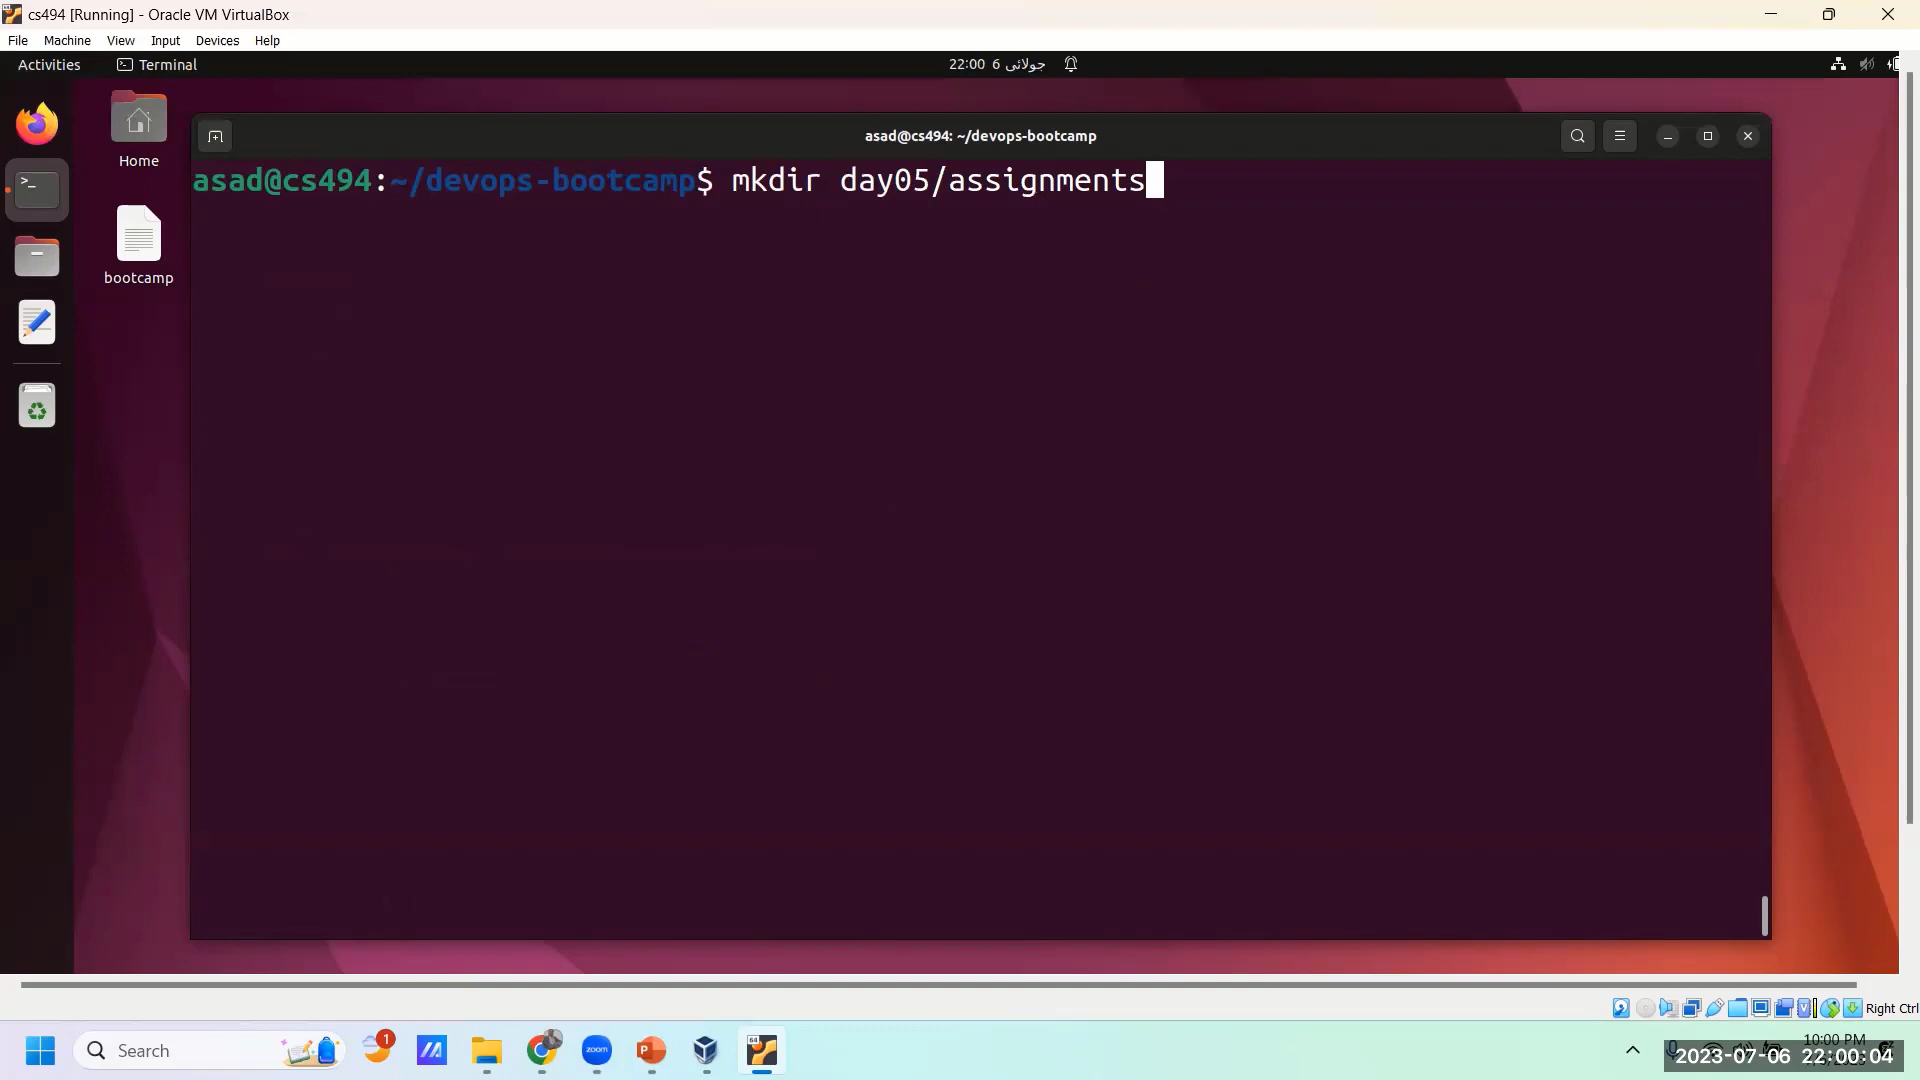 cs494 [Running] - Oracle VM VirtualBox
File Machine View Input Devices Help
Activities Terminal 22:00 6 جولائی
Home
bootcamp
asad@cs494: ~/devops-bootcamp
asad@cs494:~/devops-bootcamp$ mkdir day05/assignments
Right Ctrl
Search
1
zoom
10:00 PM
2023-07-06 22:00:04